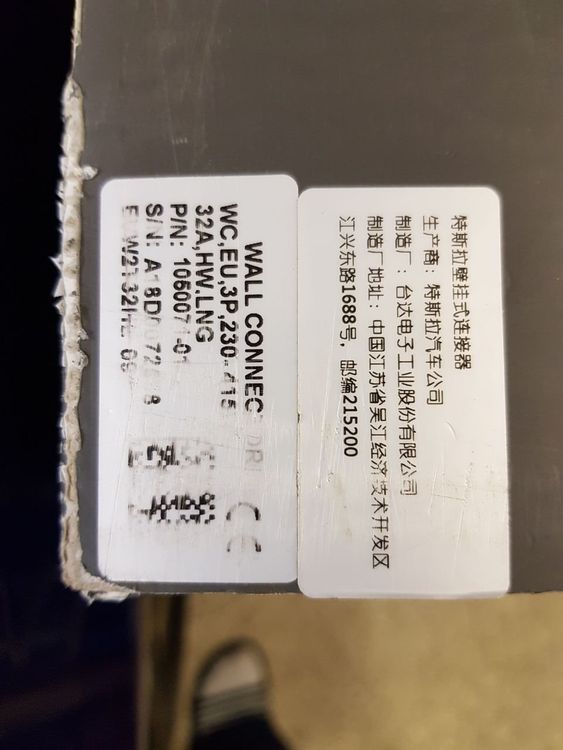 特斯拉壁挂式连接器
生产商：特斯拉汽车公司
制造厂：台达电子工业股份有限公司
制造厂地址：中国江苏省吴江经济技术开发区
江兴东路1688号，邮编215200
WALL
WC,EU,3P,
32A,HW.LNG
P/N:
S/N: